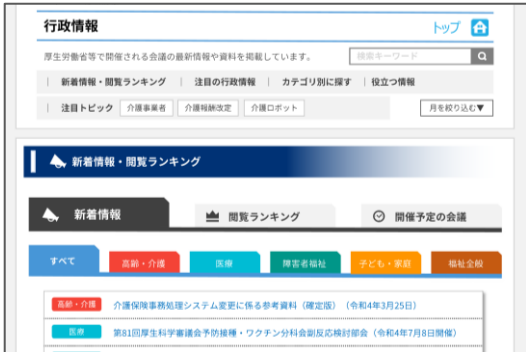 行政情報
トップ
厚生労働省等で開催される会議の最新情報や資料を掲載しています。
検索キーワード
｜ 新着情報・閲覧ランキング ｜ 注目の行政情報 ｜ カテゴリ別に探す ｜ 役立つ情報
｜ 注目トピック 介護事業者 介護報酬改定 介護ロボット 月を絞り込む▼
新着情報・閲覧ランキング
新着情報 閲覧ランキング 開催予定の会議
すべて 高齢・介護 医療 障害者福祉 子ども・家庭 福祉全般
高齢・介護 介護保険事務処理システム変更に係る参考資料（確定版）（令和4年3月25日）
医療 第81回厚生科学審議会予防接種・ワクチン分科会副反応検討部会（令和4年7月8日開催）